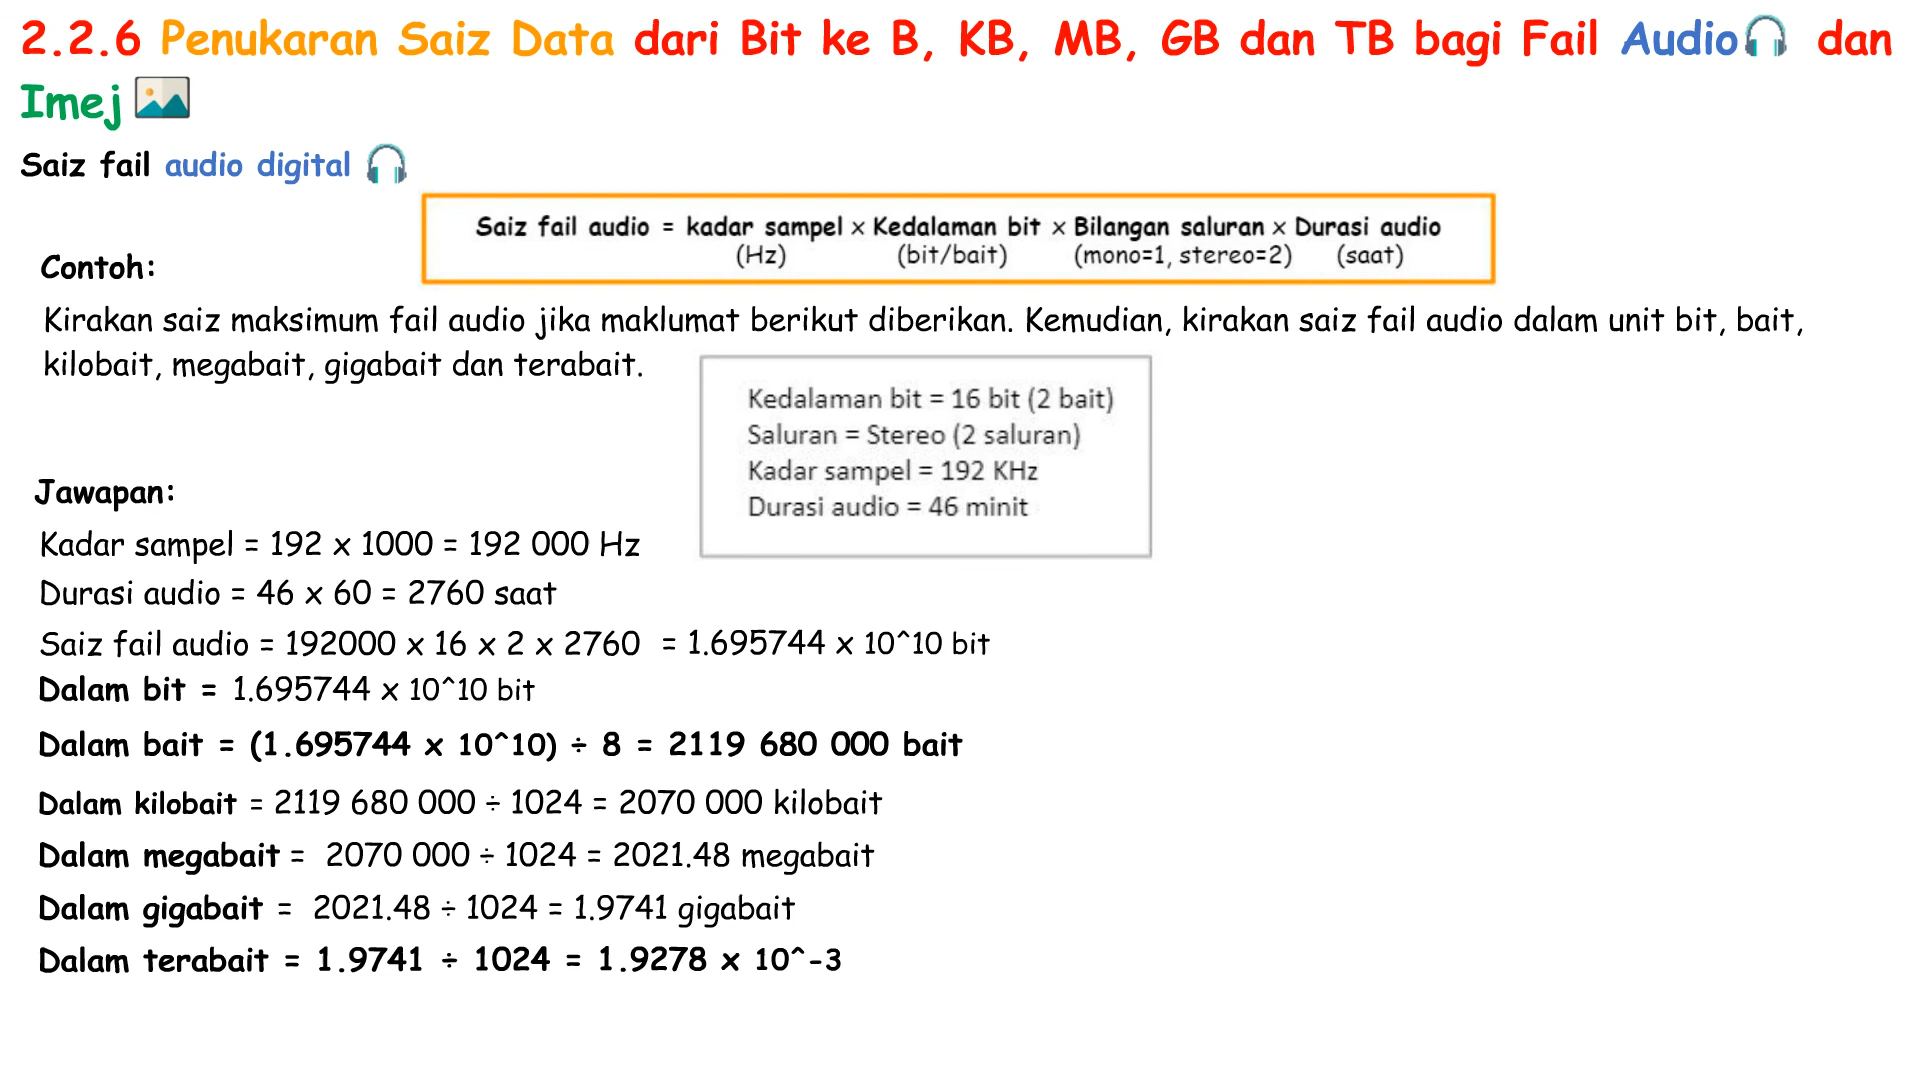 2.2.6 Penukaran Saiz Data dari Bit ke B, KB, MB, GB dan TB bagi Fail Audio dan
Imej
Saiz fail audio digital
Saiz fail audio = kadar sampel × Kedalaman bit × Bilangan saluran × Durasi audio
(Hz) (bit/bait) (mono=1, stereo=2) (saat)
Contoh:
Kirakan saiz maksimum fail audio jika maklumat berikut diberikan. Kemudian, kirakan saiz fail audio dalam unit bit, bait,
kilobait, megabait, gigabait dan terabait.
Kedalaman bit = 16 bit (2 bait)
Saluran = Stereo (2 saluran)
Kadar sampel = 192 KHz
Durasi audio = 46 minit
Jawapan:
Kadar sampel = 192 x 1000 = 192 000 Hz
Durasi audio = 46 x 60 = 2760 saat
Saiz fail audio = 192000 x 16 x 2 x 2760 = 1.695744 x 10^10 bit
Dalam bit = 1.695744 x 10^10 bit
Dalam bait = (1.695744 x 10^10) ÷ 8 = 2119 680 000 bait
Dalam kilobait = 2119 680 000 ÷ 1024 = 2070 000 kilobait
Dalam megabait = 2070 000 ÷ 1024 = 2021.48 megabait
Dalam gigabait = 2021.48 ÷ 1024 = 1.9741 gigabait
Dalam terabait = 1.9741 ÷ 1024 = 1.9278 x 10^-3